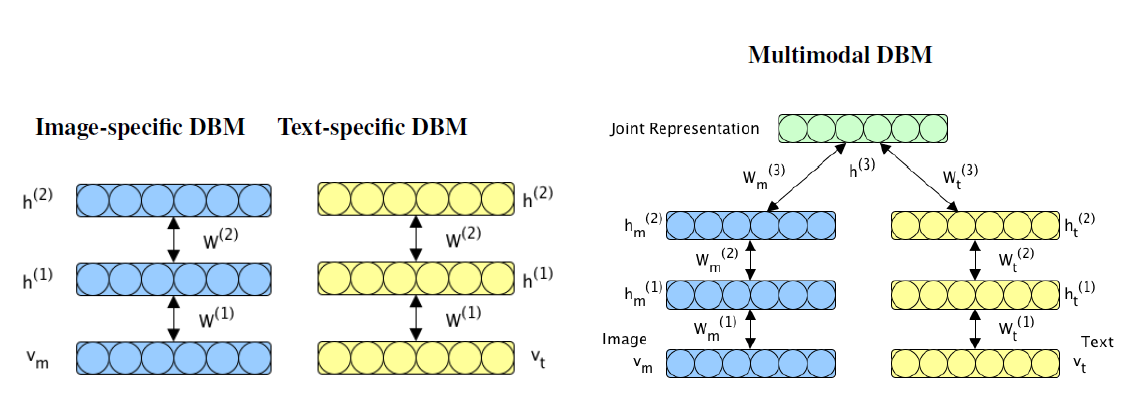 Image-specific DBM
Text-specific DBM
h(2)
W(2)
h(1)
W(1)
vm
h(2)
W(2)
h(1)
W(1)
vt
Multimodal DBM
Joint Representation
Wm(3)
h(3)
Wt(3)
hm(2)
ht(2)
Wm(2)
Wt(2)
hm(1)
ht(1)
Wm(1)
Wt(1)
Image
Text
vm
vt